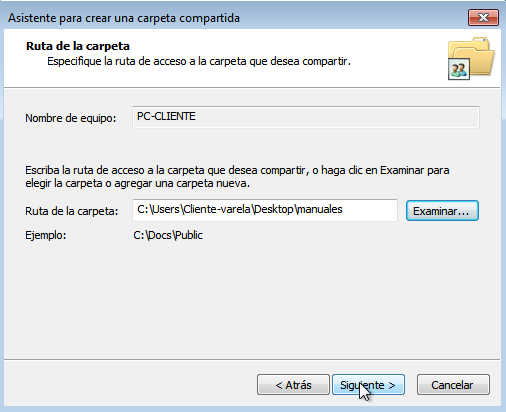 Asistente para crear una carpeta compartida
Ruta de la carpeta
Especifique la ruta de acceso a la carpeta que desea compartir.
Nombre de equipo: PC-CLIENTE
Escriba la ruta de acceso a la carpeta que desea compartir, o haga clic en Examinar para
elegir la carpeta o agregar una carpeta nueva.
Ruta de la carpeta: C:\Users\Cliente-varela\Desktop\manuales Examinar...
Ejemplo: C:\Docs\Public
< Atrás Siguiente > Cancelar